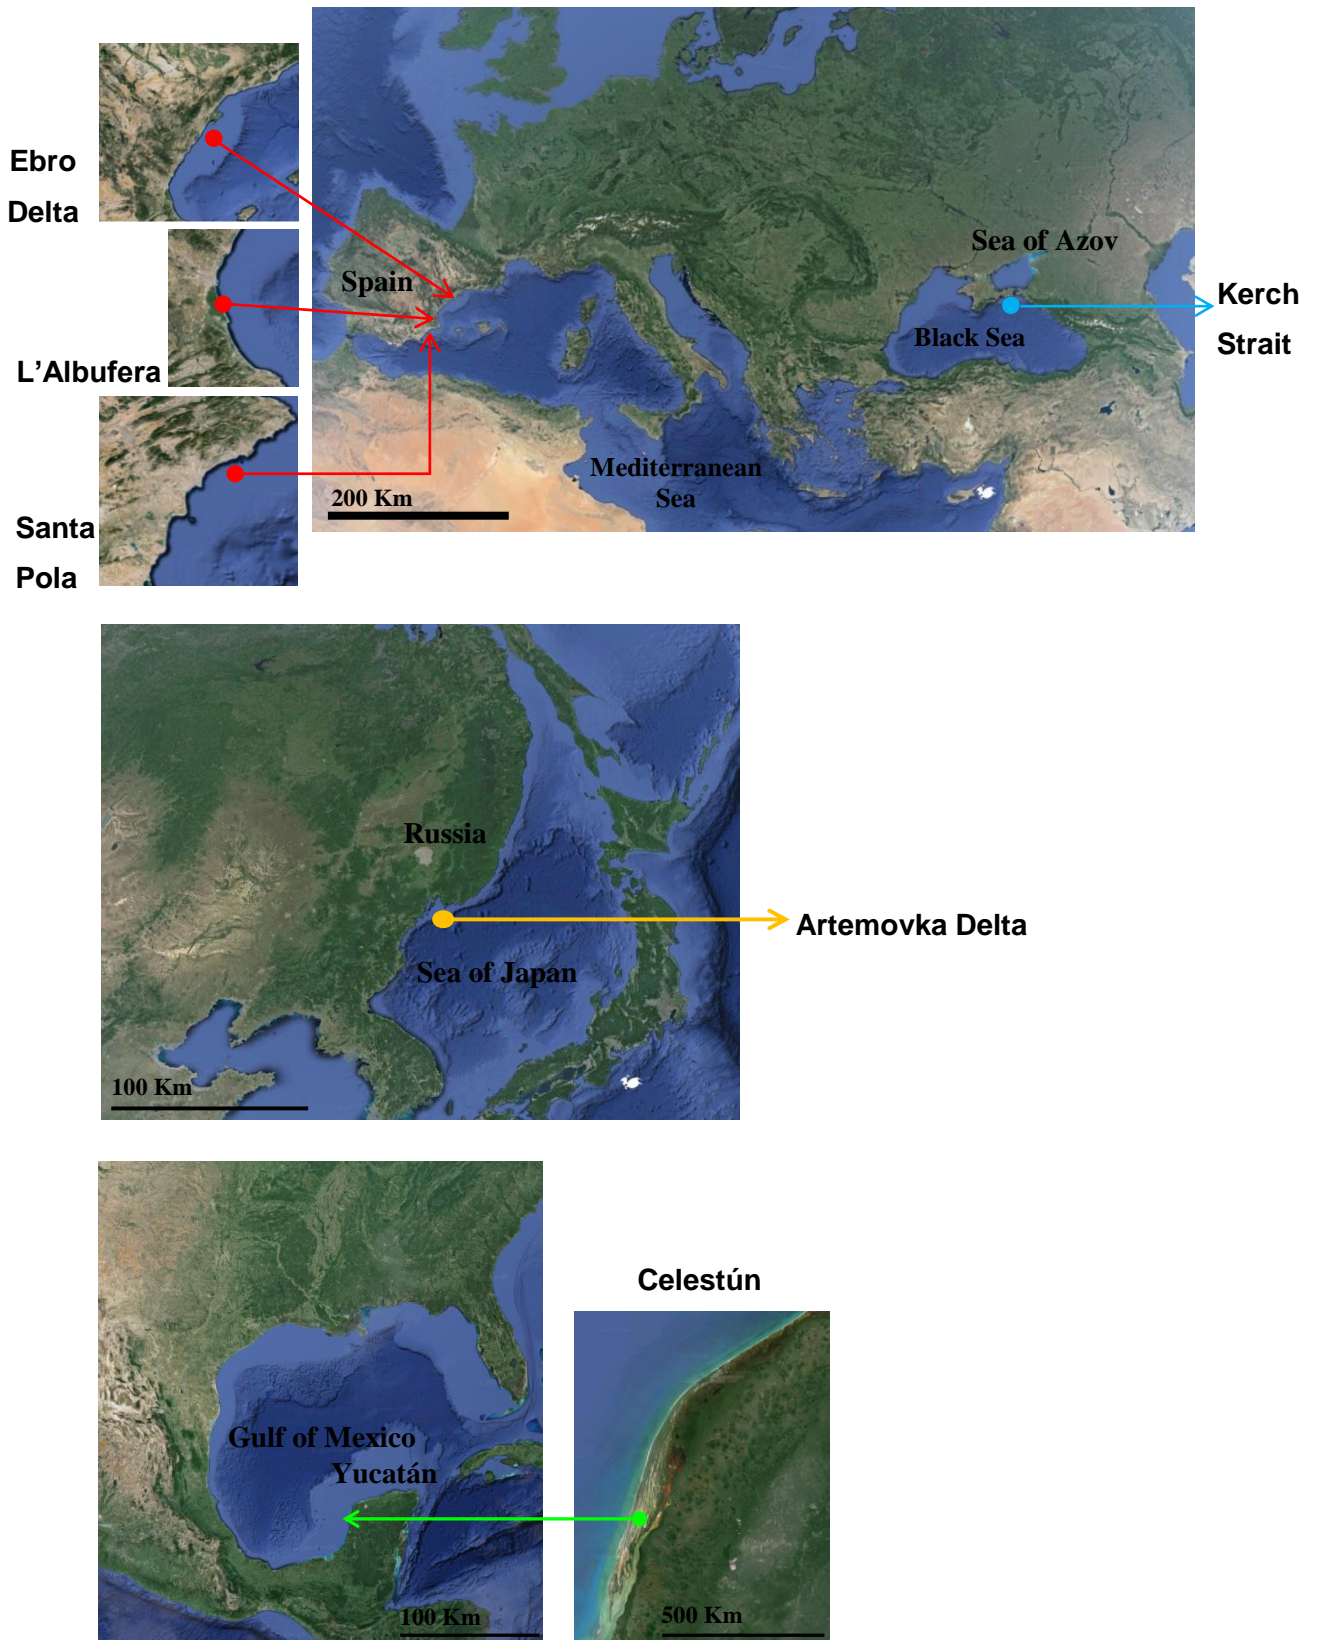 Ebro
Delta
L'Albufera
Santa
Pola
Spain
Sea of Azov
Black Sea
Mediterranean
Sea
200 Km
Kerch
Strait
Russia
Sea of Japan
100 Km
Artemovka Delta
Gulf of Mexico
Yucatán
100 Km
Celestún
500 Km